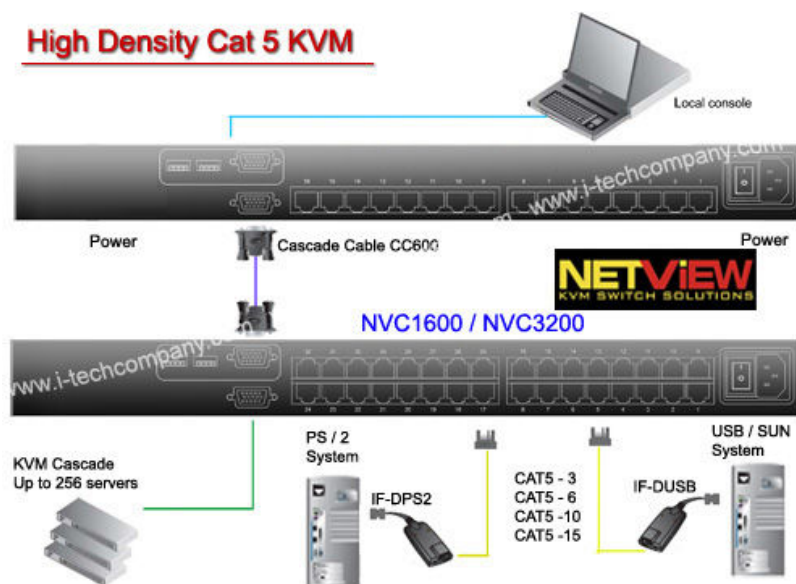 High Density Cat 5 KVM
Local console
www.i-techcompany.com
Power
Cascade Cable CC600
Power
NETViEW
KVM SWITCH SOLUTIONS
NVC1600 / NVC3200
www.i-techcompany.com
KVM Cascade
Up to 256 servers
PS / 2
System
IF-DPS2
CAT5 - 3
CAT5 - 6
CAT5 -10
CAT5 -15
IF-DUSB
USB / SUN
System